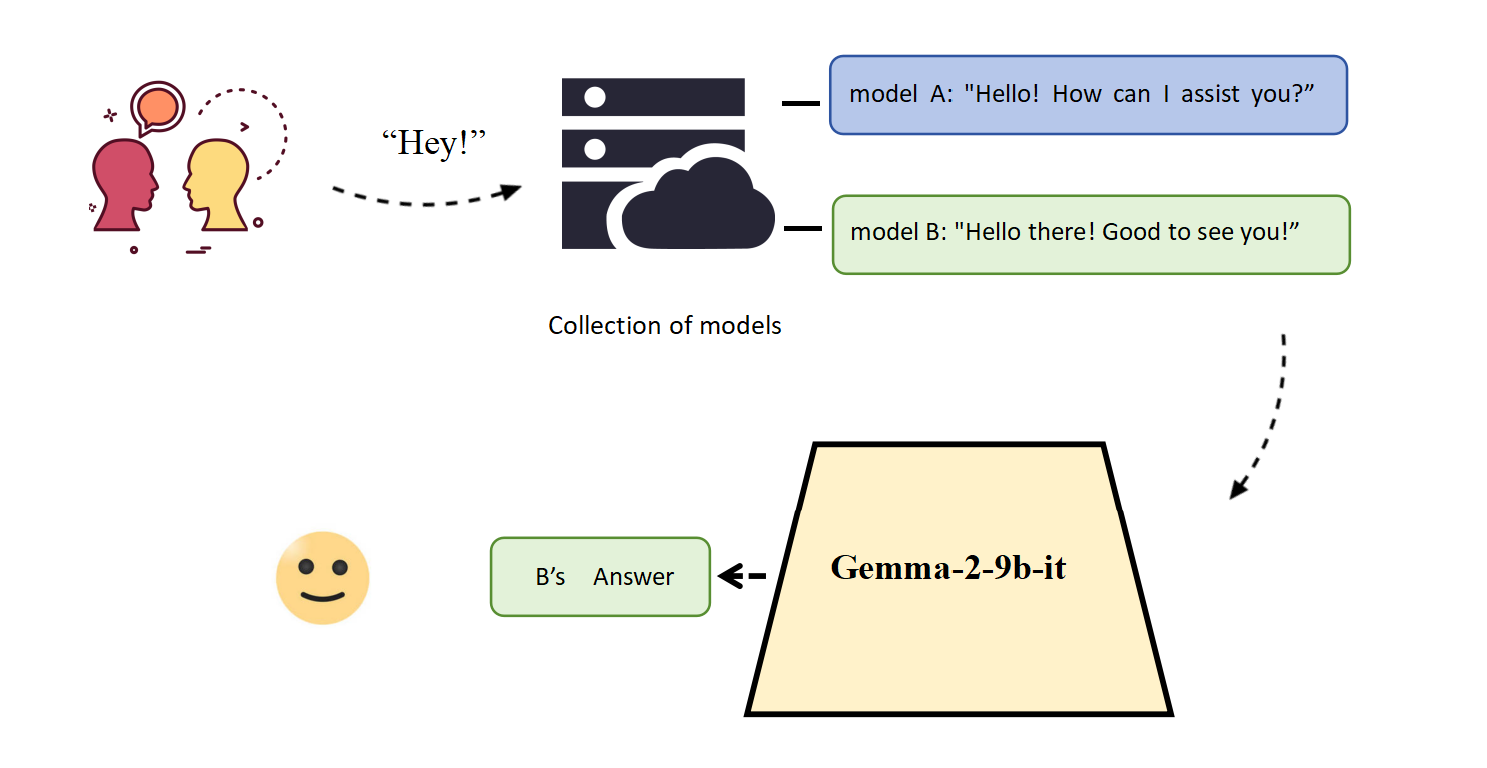 “Hey!”
model A: "Hello! How can I assist you?”
model B: "Hello there! Good to see you!”
Collection of models
B’s Answer
Gemma-2-9b-it